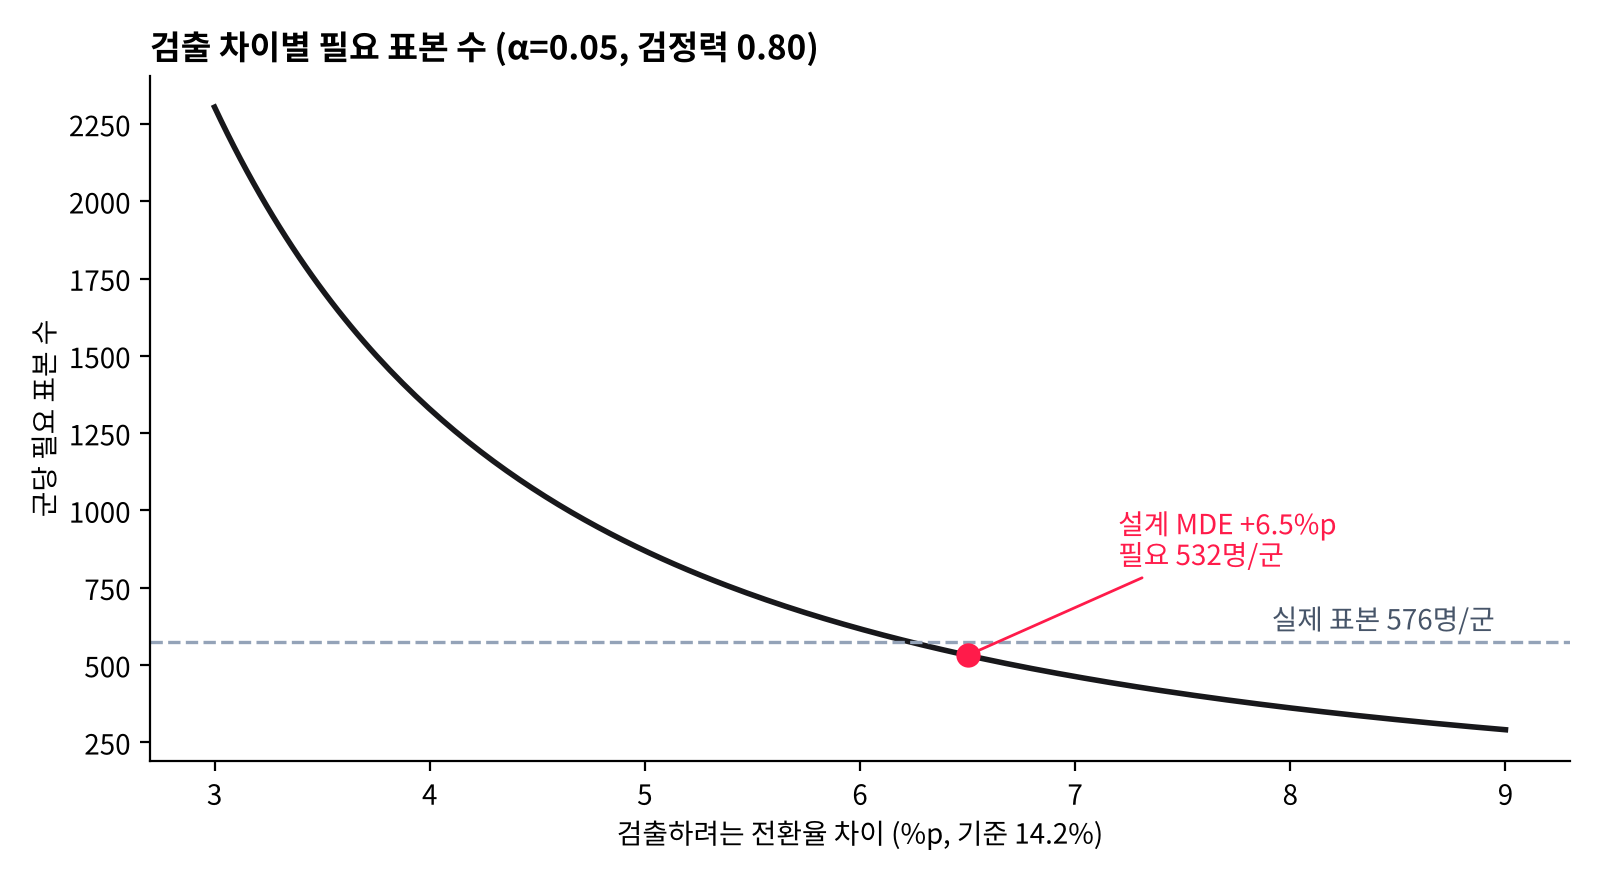 검출 차이별 필요 표본 수 (α=0.05, 검정력 0.80)
군당 필요 표본 수
2250
2000
1750
1500
1250
1000
750
500
250
설계 MDE +6.5%p
필요 532명/군
실제 표본 576명/군
3 4 5 6 7 8 9
검출하려는 전환율 차이 (%p, 기준 14.2%)